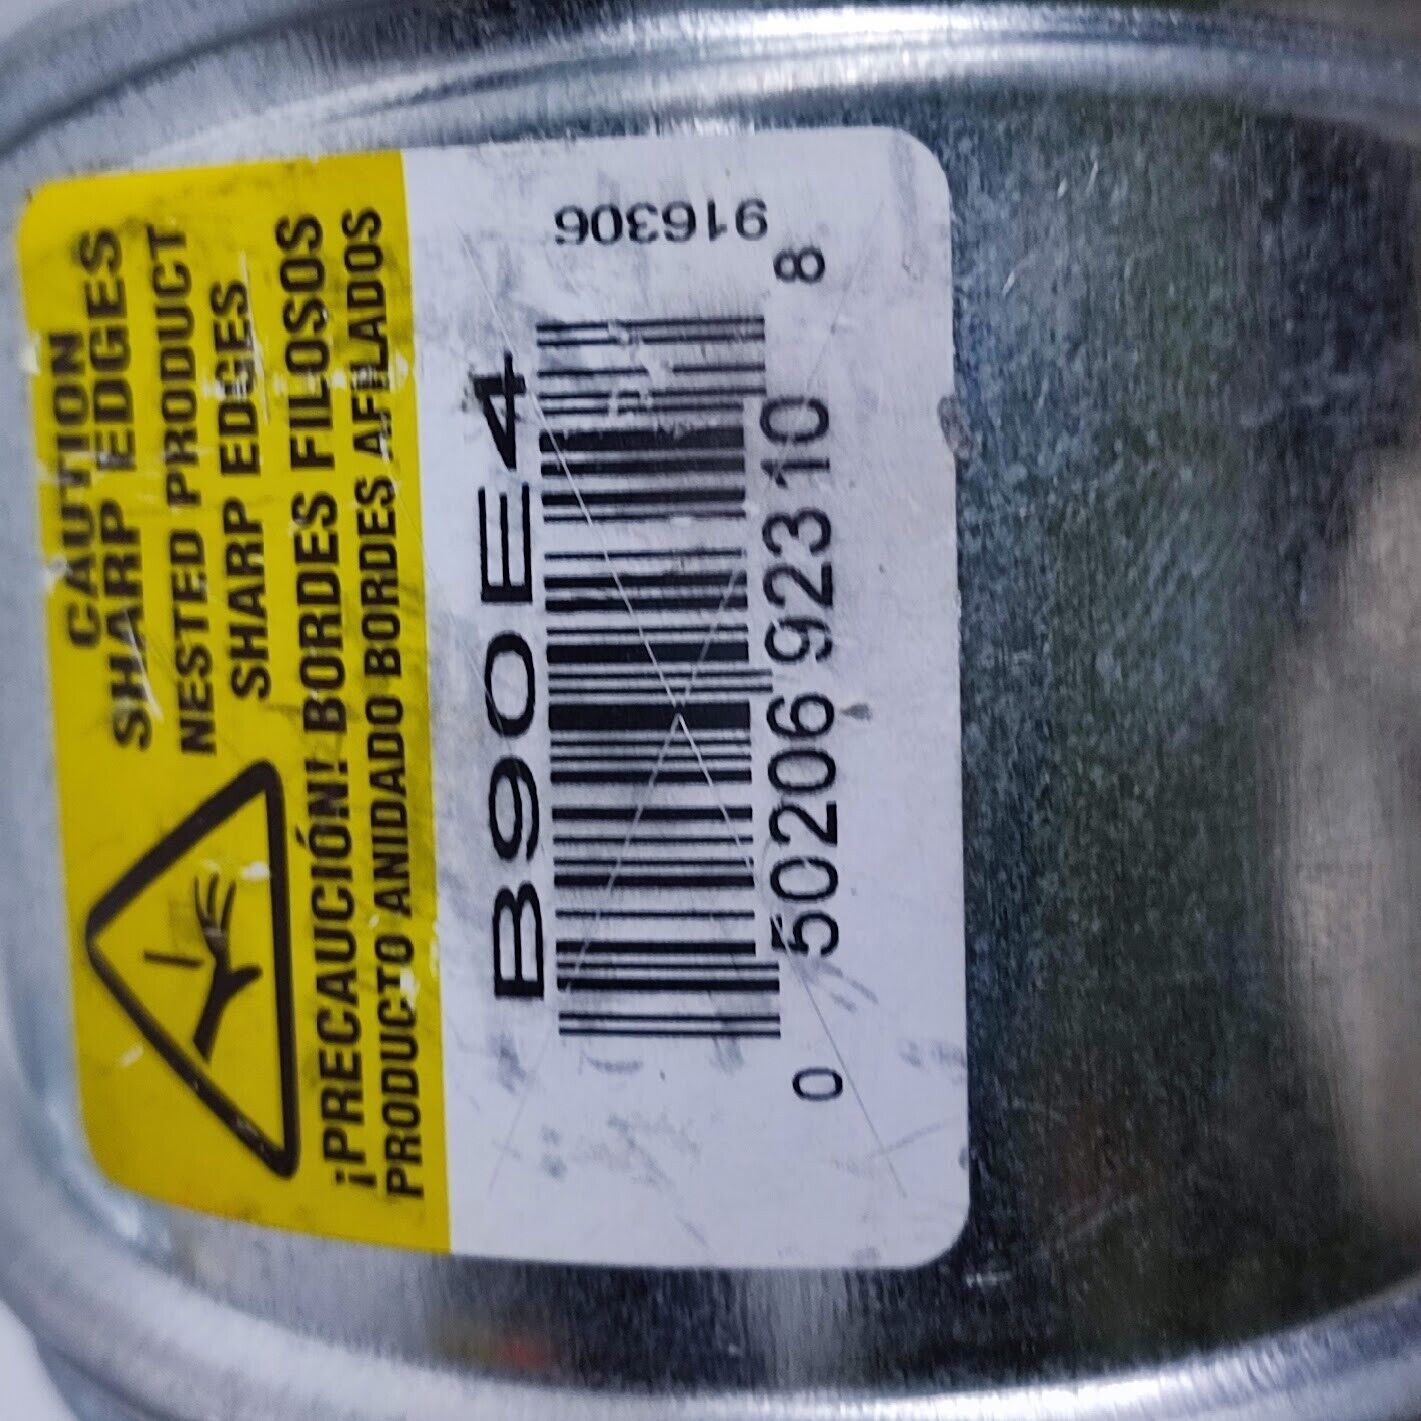 CAUTION
SHARP EDGES
NESTED PRODUCT
SHARP EDGES
¡PRECAUCIÓN! BORDES FILOSOS
PRODUCTO ANIDADO BORDES AFILADOS
B90E4
916306
0 50206 92310 8